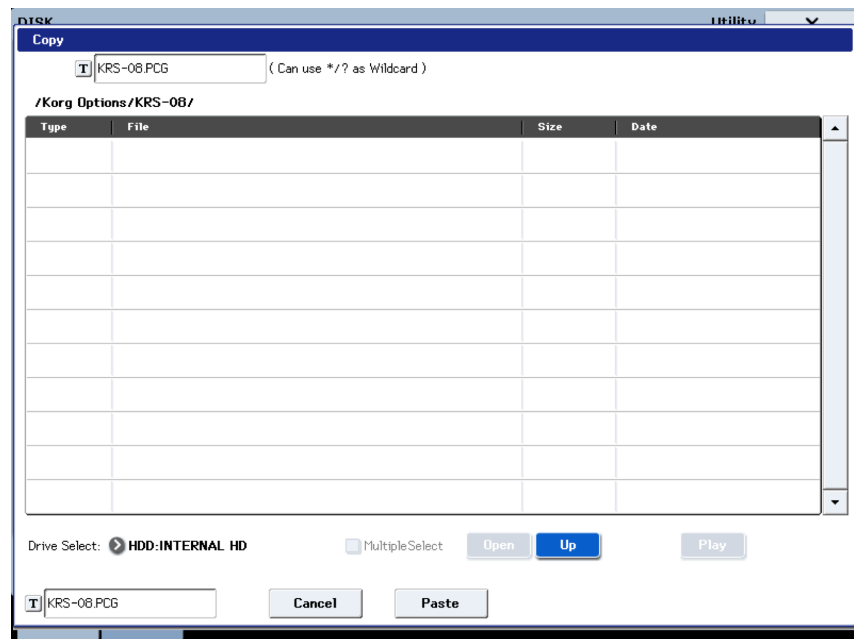 DISK Utility
Copy
T KRS-08.PCG ( Can use */? as Wildcard )
/Korg Options/KRS-08/
Type File Size Date
Drive Select: HDD:INTERNAL HD MultipleSelect Open Up Play
T KRS-08.PCG Cancel Paste